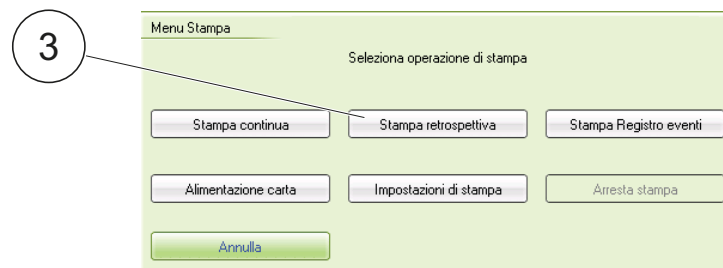 Menu Stampa
3
Seleziona operazione di stampa
Stampa continua
Stampa retrospettiva
Stampa Registro eventi
Alimentazione carta
Impostazioni di stampa
Arresta stampa
Annulla